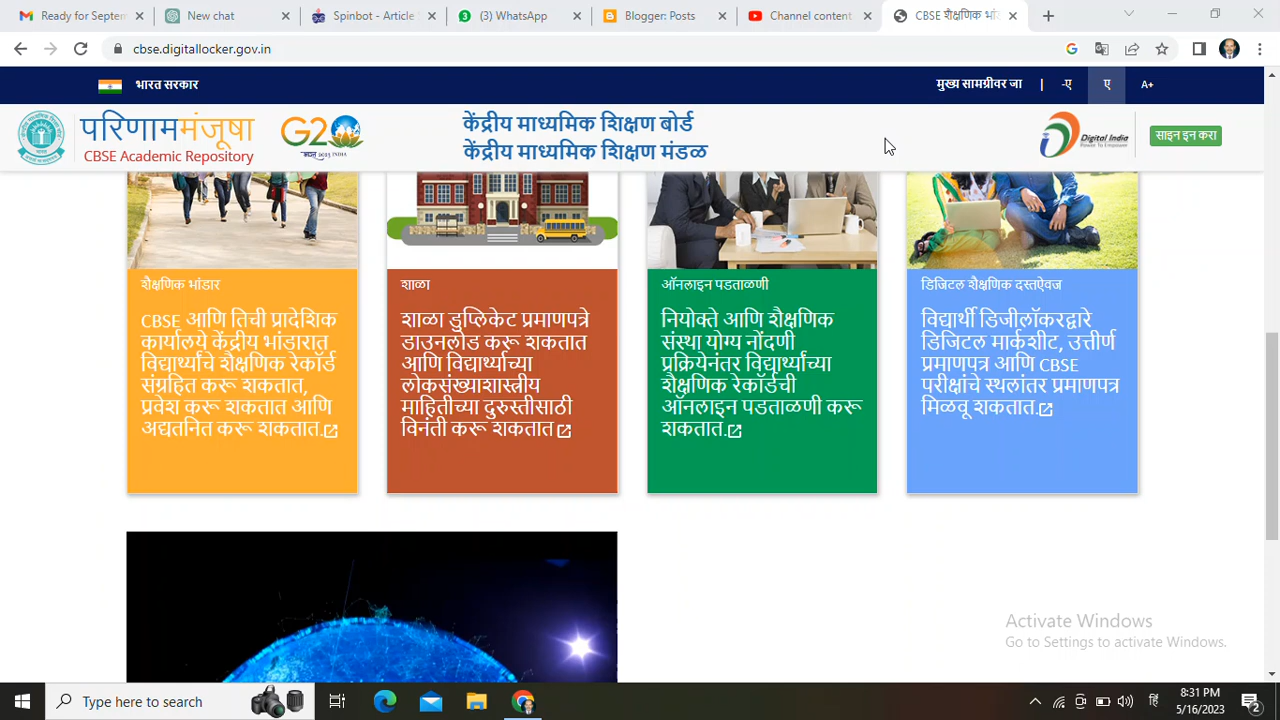 Ready for Septem
New chat
Spinbot - Article
(3) WhatsApp
Blogger: Posts
Channel content
CBSE शैक्षणिक भां
cbse.digitallocker.gov.in
भारत सरकार
मुख्य सामग्रीवर जा | -ए ए A+
परिणाम मंजूषा
CBSE Academic Repository
G20
केंद्रीय माध्यमिक शिक्षण बोर्ड
केंद्रीय माध्यमिक शिक्षण मंडळ
Digital India
Power To Empower
साइन इन करा
शैक्षणिक भांडार
CBSE आणि तिची प्रादेशिक
कार्यालये केंद्रीय भांडारात
विद्यार्थ्यांचे शैक्षणिक रेकॉर्ड
संग्रहित करू शकतात,
प्रवेश करू शकतात आणि
अद्यतनित करू शकतात.
शाळा
शाळा डुप्लिकेट प्रमाणपत्रे
डाउनलोड करू शकतात
आणि विद्यार्थ्याच्या
लोकसंख्याशास्त्रीय
माहितीच्या दुरुस्तीसाठी
विनंती करू शकतात
ऑनलाइन पडताळणी
नियोक्ते आणि शैक्षणिक
संस्था योग्य नोंदणी
प्रक्रियेनंतर विद्यार्थ्यांच्या
शैक्षणिक रेकॉर्डची
ऑनलाइन पडताळणी करू
शकतात.
डिजिटल शैक्षणिक दस्तऐवज
विद्यार्थी डिजीलॉकरद्वारे
डिजिटल मार्कशीट, उत्तीर्ण
प्रमाणपत्र आणि CBSE
परीक्षांचे स्थलांतर प्रमाणपत्र
मिळवू शकतात.
Activate Windows
Go to Settings to activate Windows.
Type here to search
हि
8:31 PM
5/16/2023
2